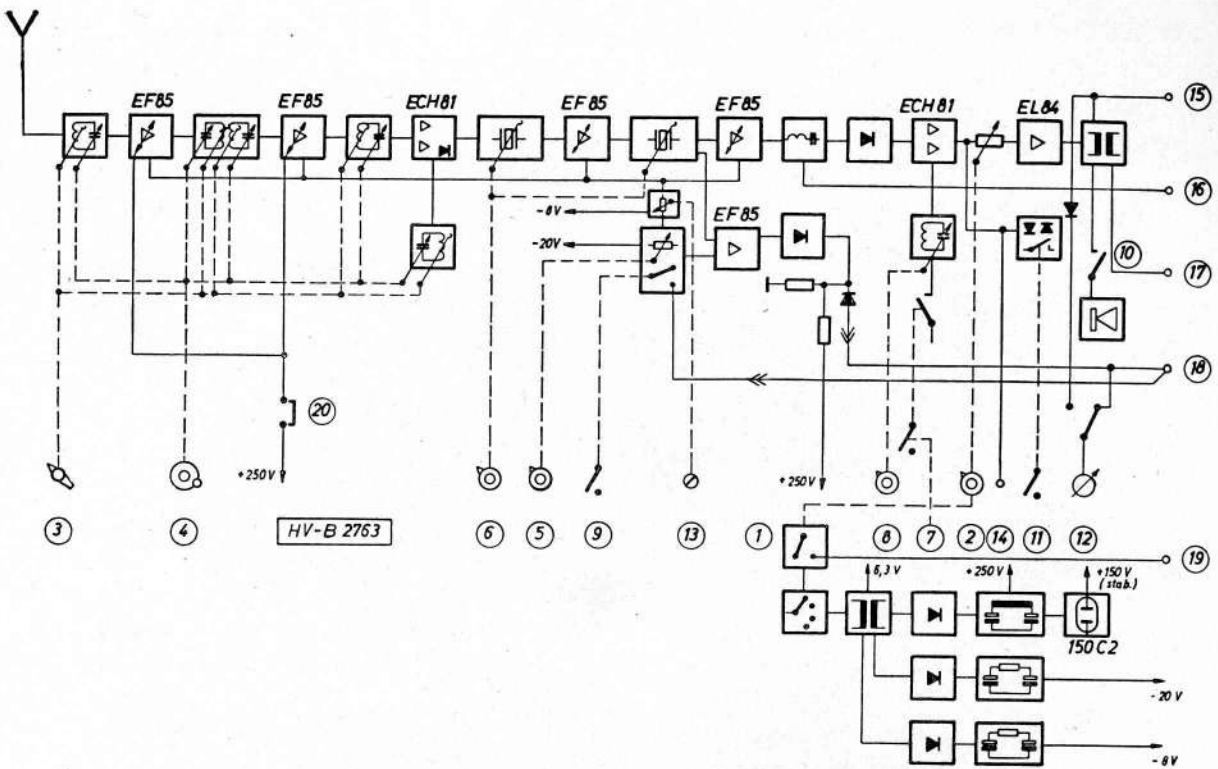 EF85
EF85
ECH81
EF85
EF85
ECH81
EL84
15
16
-8V
EF85
-20V
10
17
18
20
+250V
+250V
3
4
HV-B 2763
6
5
9
13
1
8
7
2
14
11
12
19
6,3 V
+250V
+150V
(stab.)
150C2
-20V
-8V